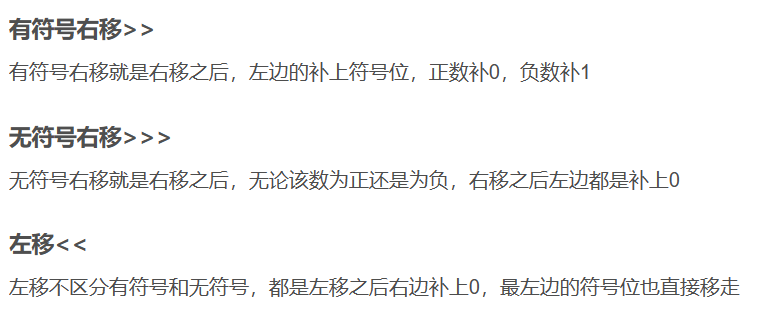 有符号右移>>
有符号右移就是右移之后，左边的补上符号位，正数补0，负数补1
无符号右移>>>
无符号右移就是右移之后，无论该数为正还是为负，右移之后左边都是补上0
左移<<
左移不区分有符号和无符号，都是左移之后右边补上0，最左边的符号位也直接移走